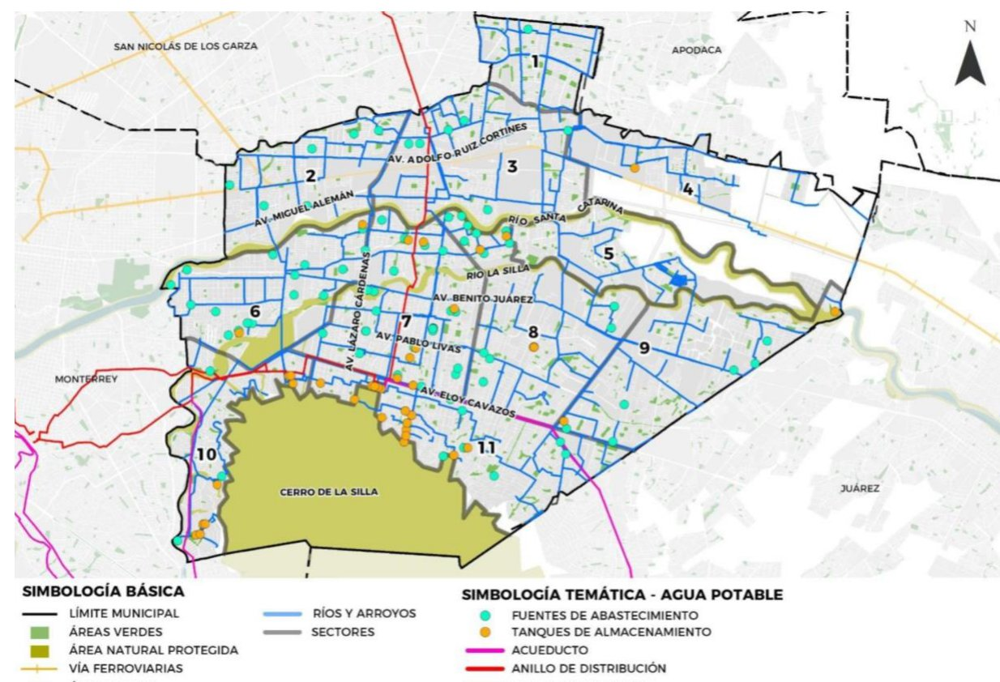 N
SAN NICOLÁS DE LOS GARZA
APODACA
1
AV. ADOLFO RUIZ CORTINES
2
3
4
AV. MIGUEL ALEMÁN
RÍO SANTA CATARINA
5
RIO LA SILLA
AV. LÁZARO CÁRDENAS
AV. BENITO JUÁREZ
6
7
AV. PABLO LIVAS
8
9
MONTERREY
AV. ELOY CAVAZOS
10
11
CERRO DE LA SILLA
JUÁREZ
SIMBOLOGÍA BÁSICA
LÍMITE MUNICIPAL
ÁREAS VERDES
ÁREA NATURAL PROTEGIDA
VÍA FERROVIARIAS
RÍOS Y ARROYOS
SECTORES
SIMBOLOGÍA TEMÁTICA - AGUA POTABLE
FUENTES DE ABASTECIMIENTO
TANQUES DE ALMACENAMIENTO
ACUEDUCTO
ANILLO DE DISTRIBUCIÓN